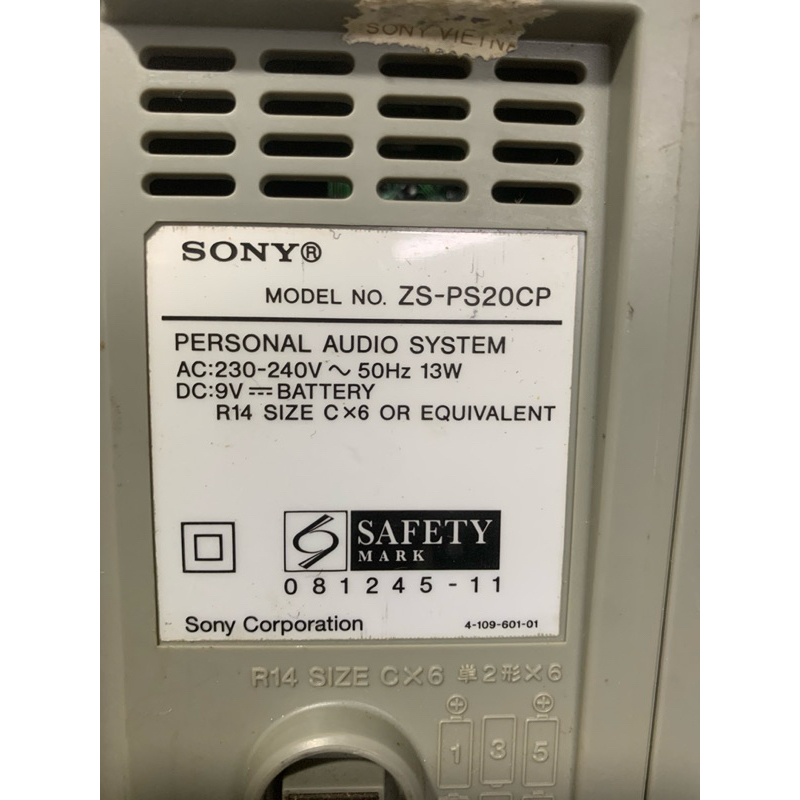 SONY VIETN
SONY®
MODEL NO. ZS-PS20CP
PERSONAL AUDIO SYSTEM
AC:230-240V ~ 50Hz 13W
DC:9V ⎓ BATTERY
R14 SIZE C×6 OR EQUIVALENT
SAFETY
MARK
081245-11
Sony Corporation
4-109-601-01
R14 SIZE C×6 単2形×6
1 3 5